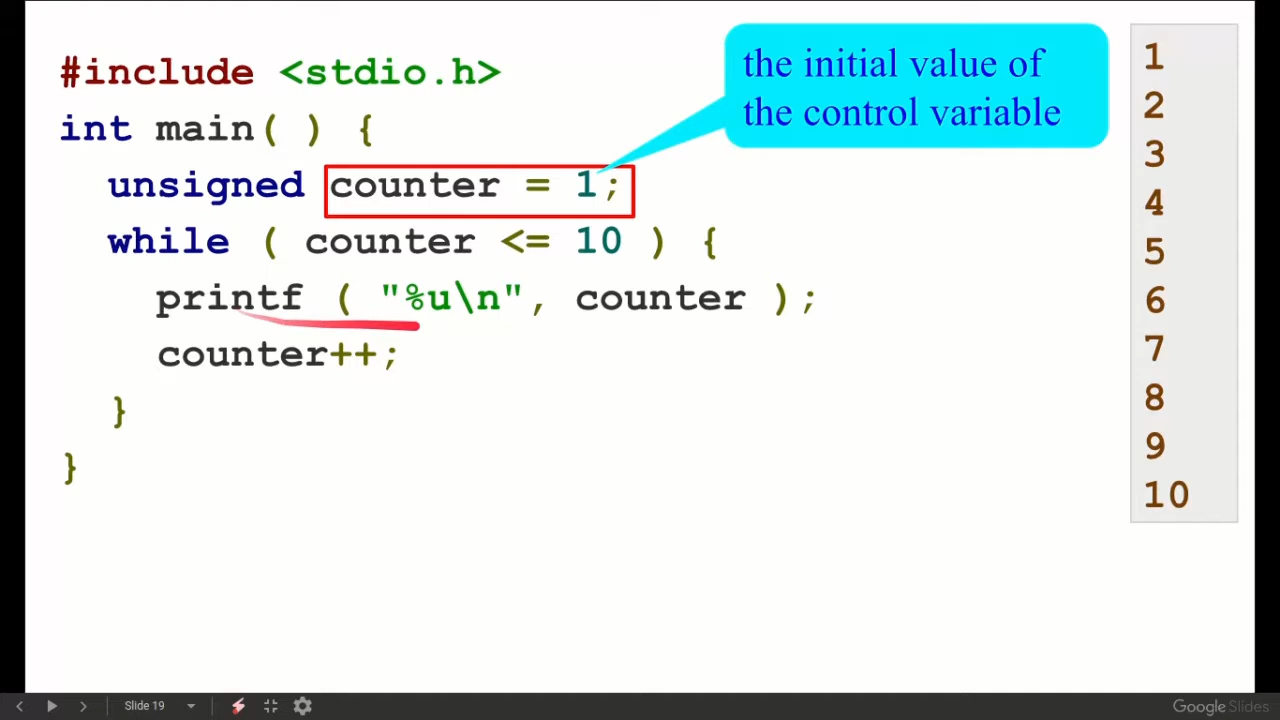 #include <stdio.h>
int main( ) {
unsigned counter = 1;
while ( counter <= 10 ) {
printf ( "%u\n", counter );
counter++;
}
}
the initial value of
the control variable
1
2
3
4
5
6
7
8
9
10
Slide 19
Google Slides